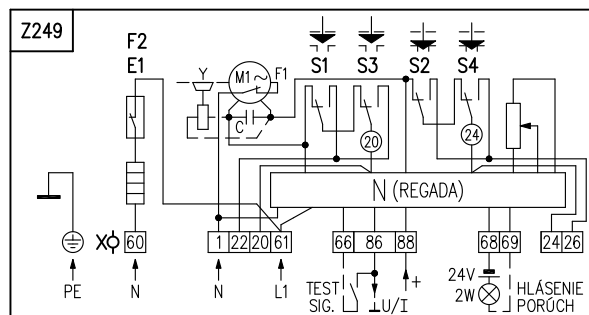 Z249
F2
E1
Y
M1
F1
C
S1
S3
S2
S4
20
24
N (REGADA)
X
60
1
22
20
61
66
86
88
68
69
24
26
PE
N
N
L1
TEST
SIG.
U/I
+
24V
2W
HLÁSENIE
PORÚCH